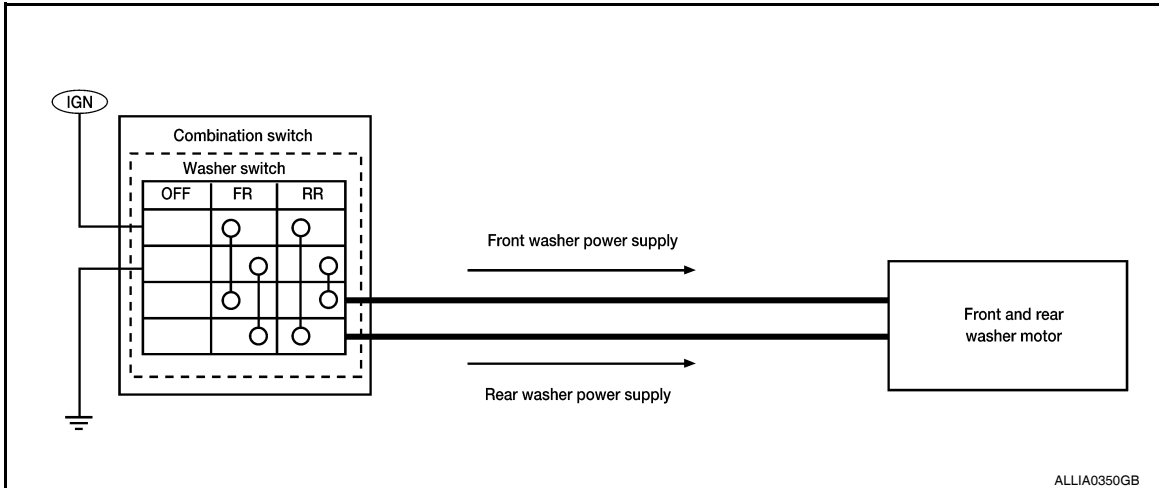 IGN
Combination switch
Washer switch
OFF FR RR
Front washer power supply
Front and rear
washer motor
Rear washer power supply
ALLIA0350GB